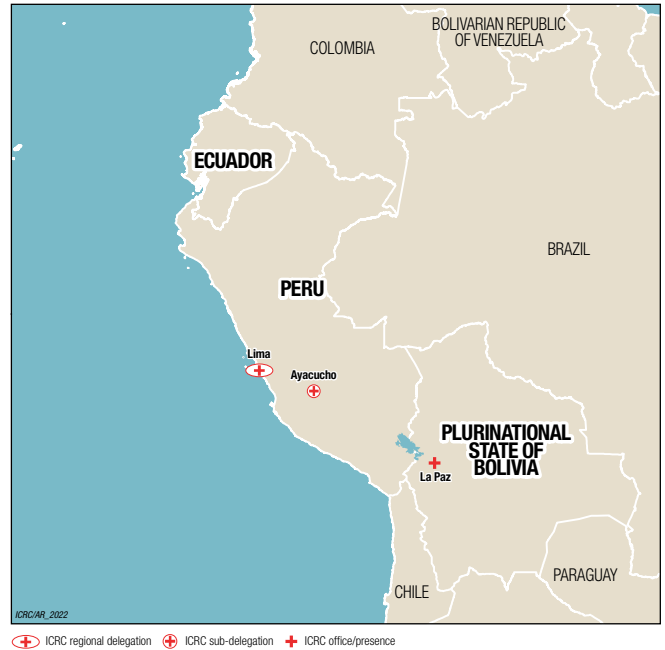 BOLIVARIAN REPUBLIC
OF VENEZUELA
COLOMBIA
ECUADOR
BRAZIL
PERU
Lima
Ayacucho
PLURINATIONAL
STATE OF
BOLIVIA
La Paz
PARAGUAY
CHILE
ICRC/AR_2022
ICRC regional delegation ICRC sub-delegation ICRC office/presence